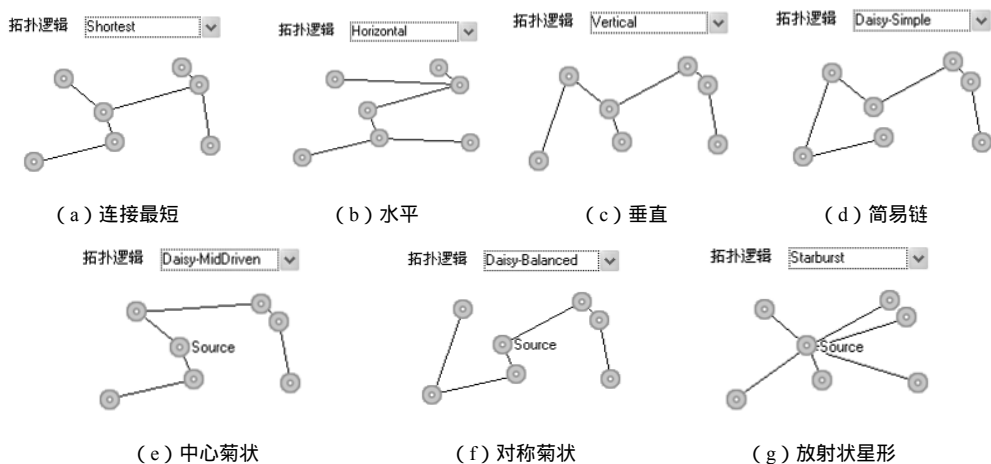 拓扑逻辑 Shortest
拓扑逻辑 Horizontal
拓扑逻辑 Vertical
拓扑逻辑 Daisy-Simple
（a）连接最短
（b）水平
（c）垂直
（d）简易链
拓扑逻辑 Daisy-MidDriven
拓扑逻辑 Daisy-Balanced
拓扑逻辑 Starburst
Source
Source
Source
（e）中心菊状
（f）对称菊状
（g）放射状星形